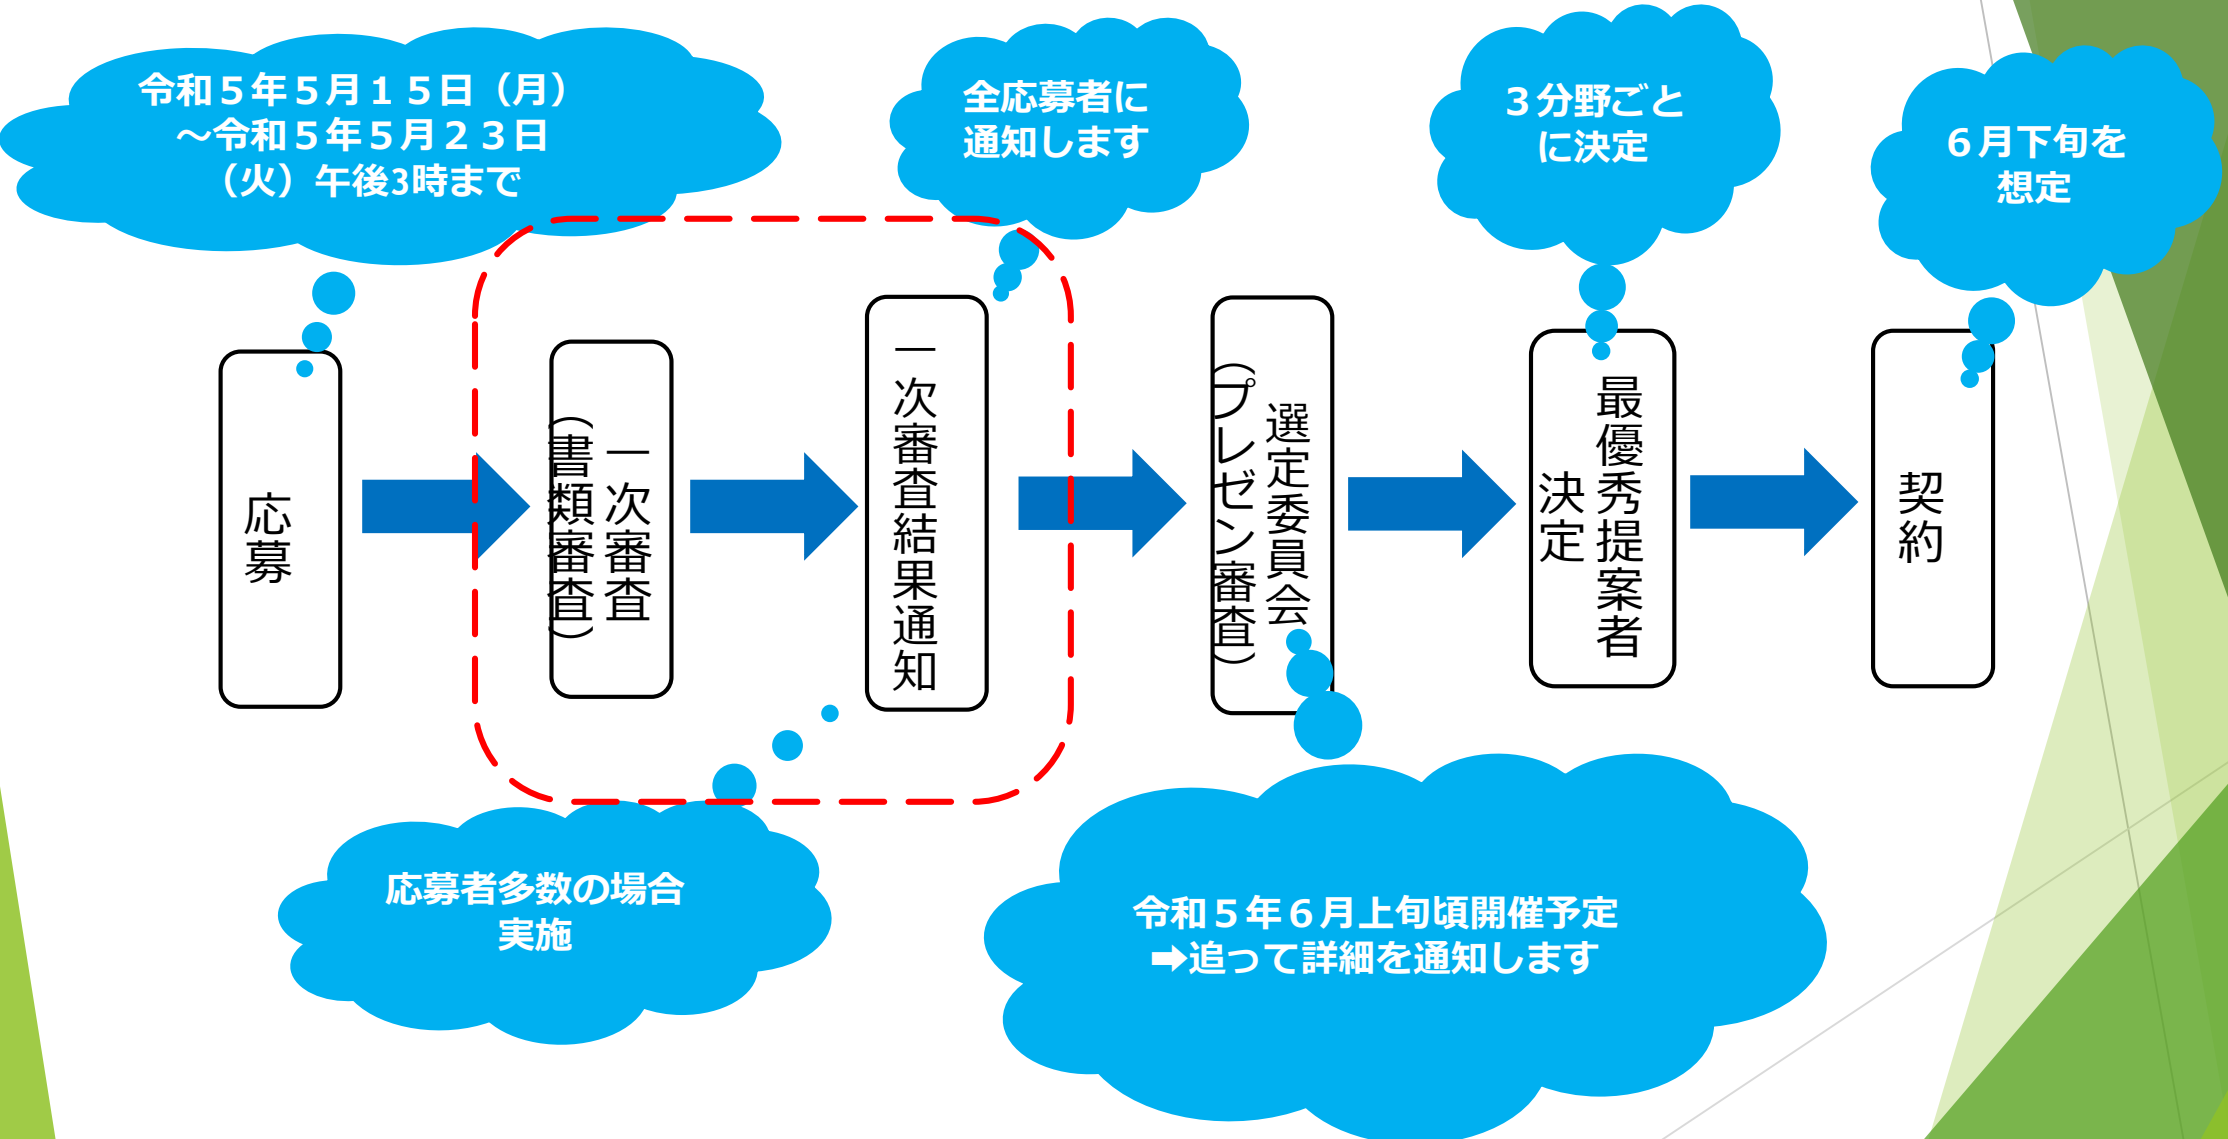 令和５年５月１５日（月）
～令和５年５月２３日
（火）午後3時まで
全応募者に
通知します
３分野ごと
に決定
６月下旬を
想定
応募
一次審査
（書類審査）
一次審査結果通知
選定委員会
（プレゼン審査）
最優秀提案者
決定
契約
応募者多数の場合
実施
令和５年６月上旬頃開催予定
➡追って詳細を通知します